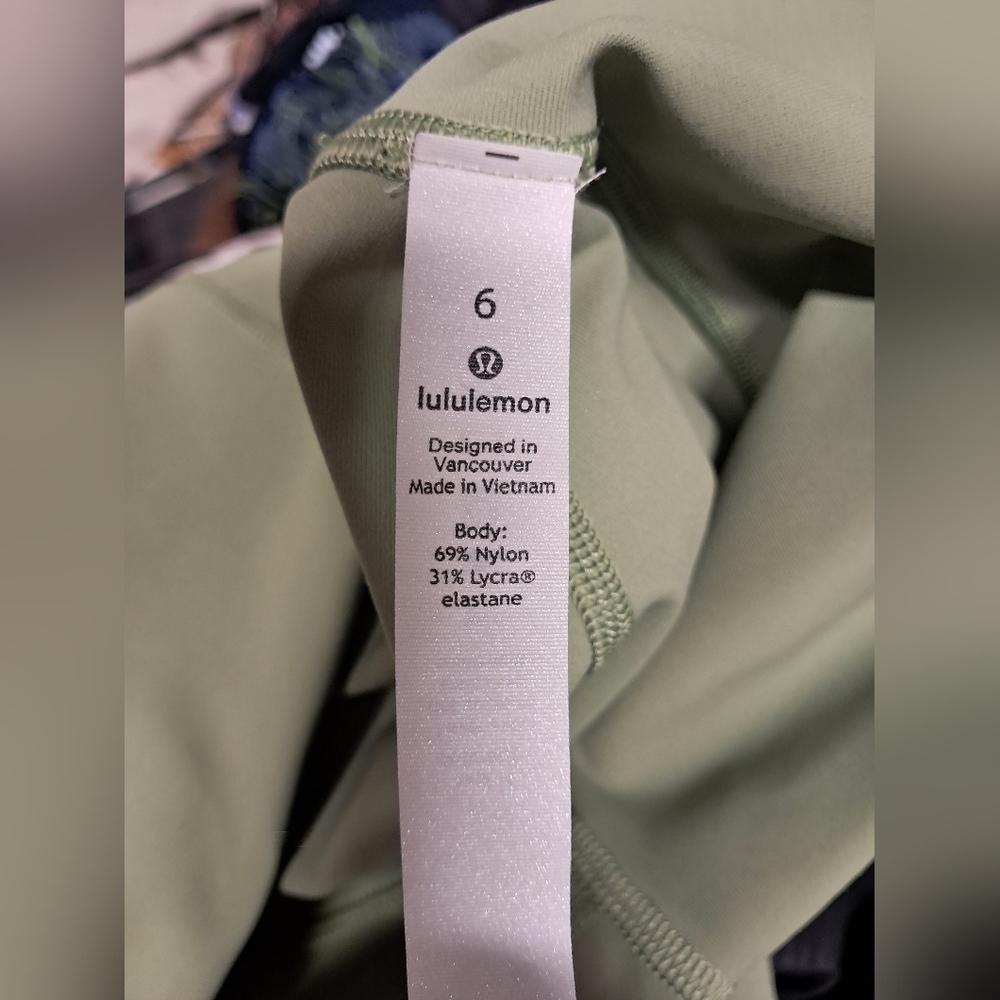 6
lululemon
Designed in
Vancouver
Made in Vietnam
Body:
69% Nylon
31% Lycra®
elastane